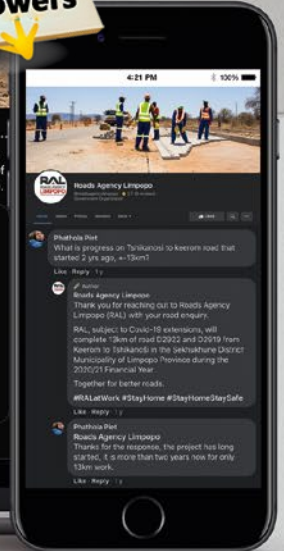 owers
4:21 PM
100%
RAL
LIMPOPO
Roads Agency Limpopo
Phathola Piet
What is progress on Tshikanosi to keerom road that
started 2 yrs ago, +-13km?
Like Reply 1y
Author
Roads Agency Limpopo
Thank you for reaching out to Roads Agency
Limpopo (RAL) with your road enquiry.
RAL, subject to Covid-19 extensions, will
complete 13km of road D2922 and D2919 from
Keerom to Tshikanosi in the Sekhukhune District
Municipality of Limpopo Province during the
2020/21 Financial Year.
Together for better roads.
#RALatWork #StayHome #StayHomeStaySafe
Like Reply 1y
Phathola Piet
Roads Agency Limpopo
Thanks for the response, the project has long
started, it is more than two years now for only
13km work.
Like Reply 1y